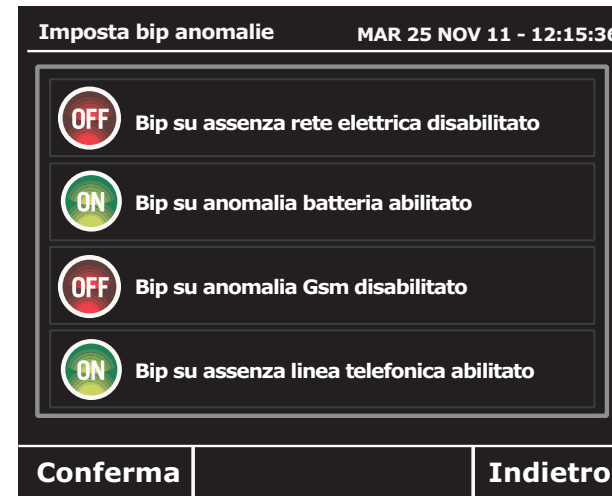 Imposta bip anomalie MAR 25 NOV 11 - 12:15:36
OFF Bip su assenza rete elettrica disabilitato
ON Bip su anomalia batteria abilitato
OFF Bip su anomalia Gsm disabilitato
ON Bip su assenza linea telefonica abilitato
Conferma Indietro